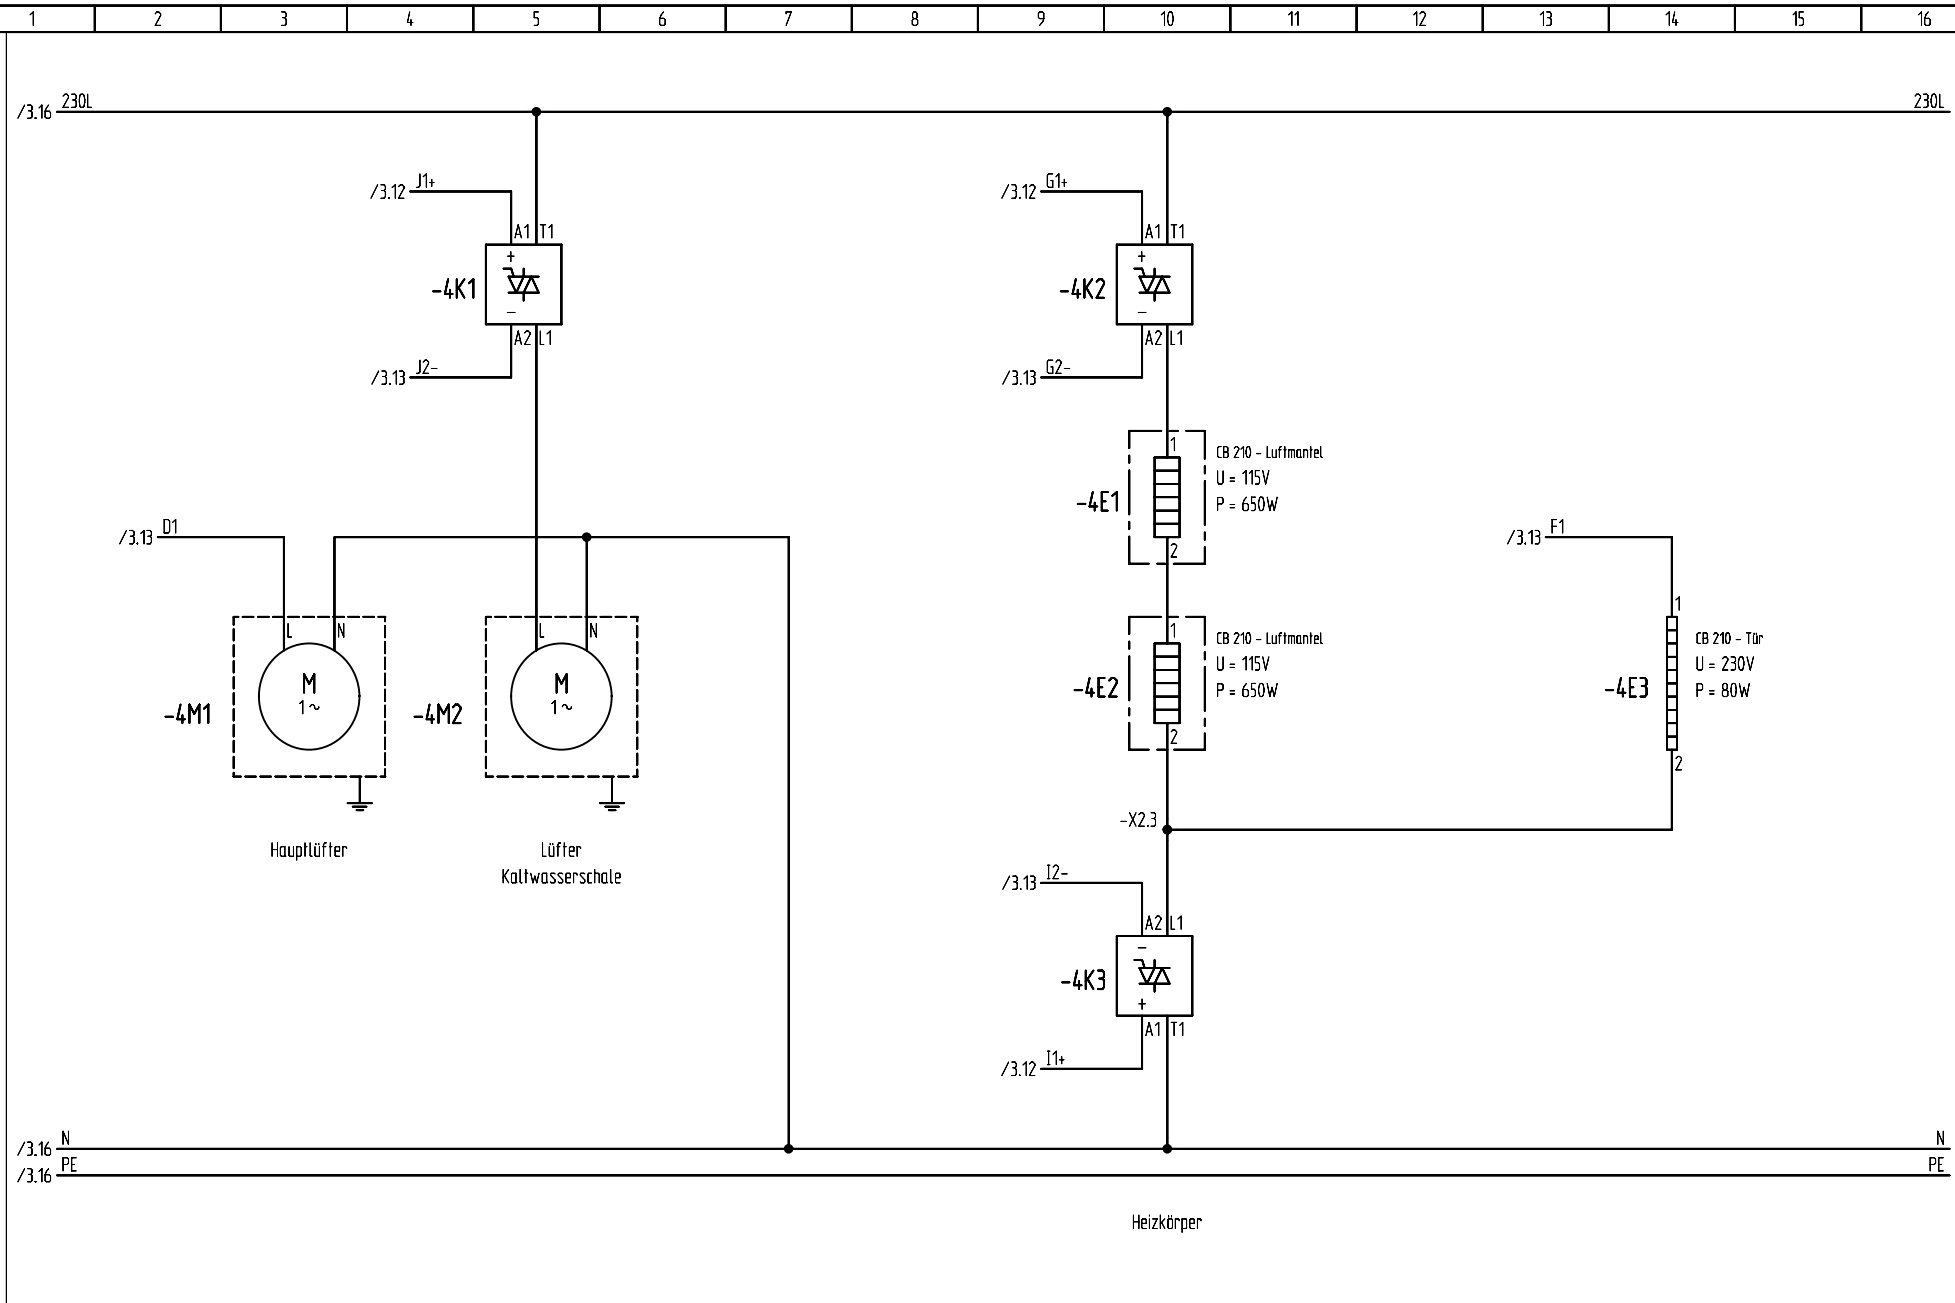 1 2 3 4 5 6 7 8 9 10 11 12 13 14 15 16
/3.16 230L 230L
/3.12 J1+
/3.12 G1+
A1 T1
A1 T1
+
+
-4K1
-4K2
-
-
A2 L1
A2 L1
/3.13 J2-
/3.13 G2-
1
CB 210 - Luftmantel
U = 115V
-4E1
P = 650W
2
/3.13 D1
/3.13 F1
1
L N
L N
1
CB 210 - Luftmantel
CB 210 - Tür
U = 115V
U = 230V
M
M
-4E2
P = 650W
-4E3
P = 80W
1~
1~
-4M1
-4M2
2
2
-X2.3
Hauptlüfter
Lüfter
Kaltwasserschale
/3.13 I2-
A2 L1
-
-4K3
+
A1 T1
/3.12 I1+
/3.16 N N
/3.16 PE PE
Heizkörper